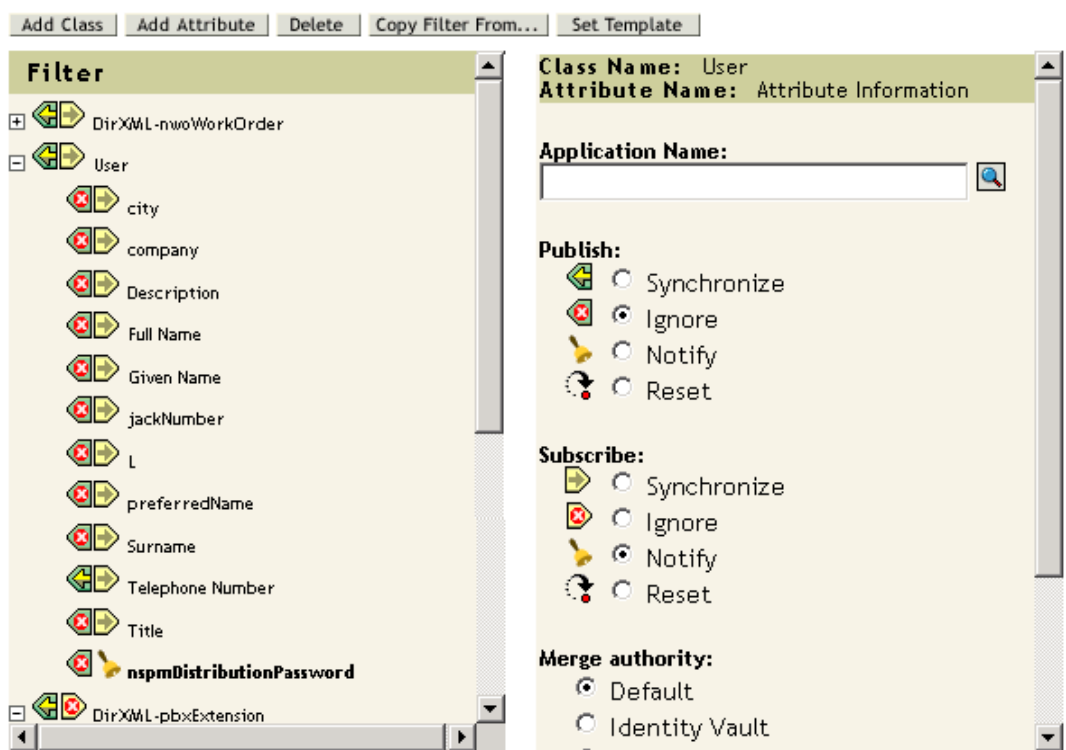 Add Class Add Attribute Delete Copy Filter From... Set Template
Filter
DirXML-nwoWorkOrder
User
city
company
Description
Full Name
Given Name
jackNumber
L
preferredName
Surname
Telephone Number
Title
nspmDistributionPassword
DirXML-pbxExtension
Class Name: User
Attribute Name: Attribute Information
Application Name:
Publish:
Synchronize
Ignore
Notify
Reset
Subscribe:
Synchronize
Ignore
Notify
Reset
Merge authority:
Default
Identity Vault